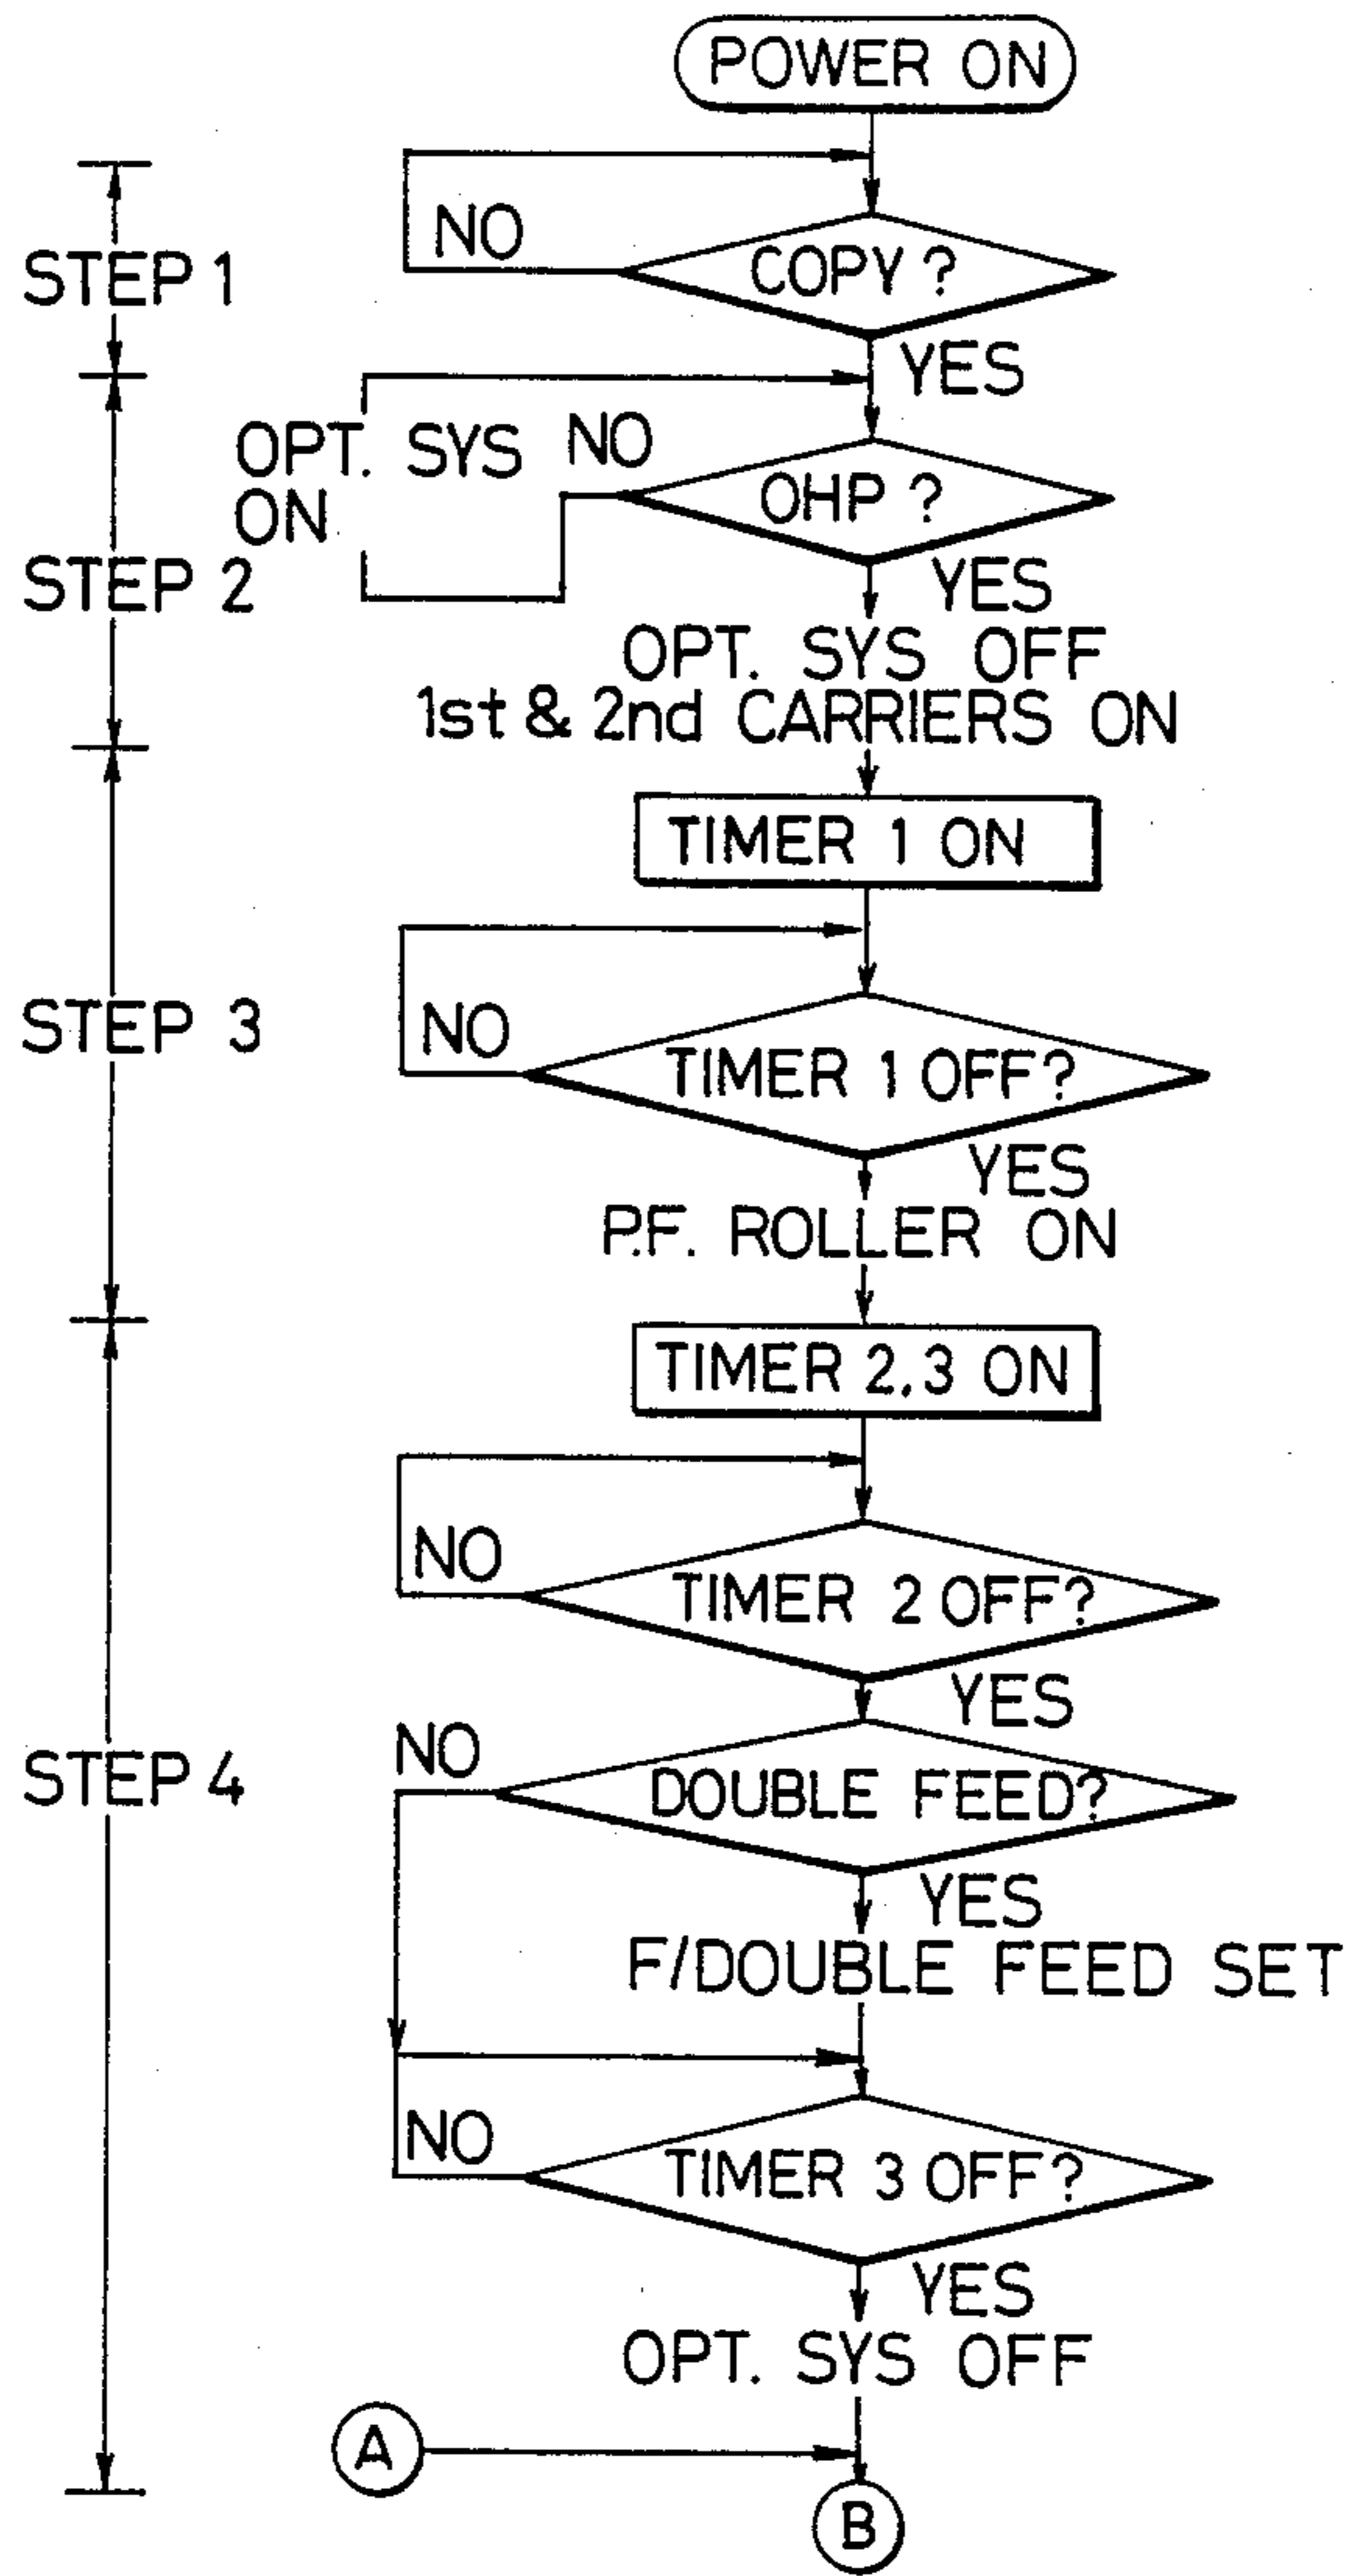 POWER ON
NO
COPY ?
STEP 1
YES
OPT. SYS
ON
NO
OHP ?
STEP 2
YES
OPT. SYS OFF
1st & 2nd CARRIERS ON
TIMER 1 ON
STEP 3
NO
TIMER 1 OFF?
YES
P.F. ROLLER ON
TIMER 2,3 ON
NO
TIMER 2 OFF?
YES
STEP 4
NO
DOUBLE FEED?
YES
F/DOUBLE FEED SET
NO
TIMER 3 OFF?
YES
OPT. SYS OFF
A
B